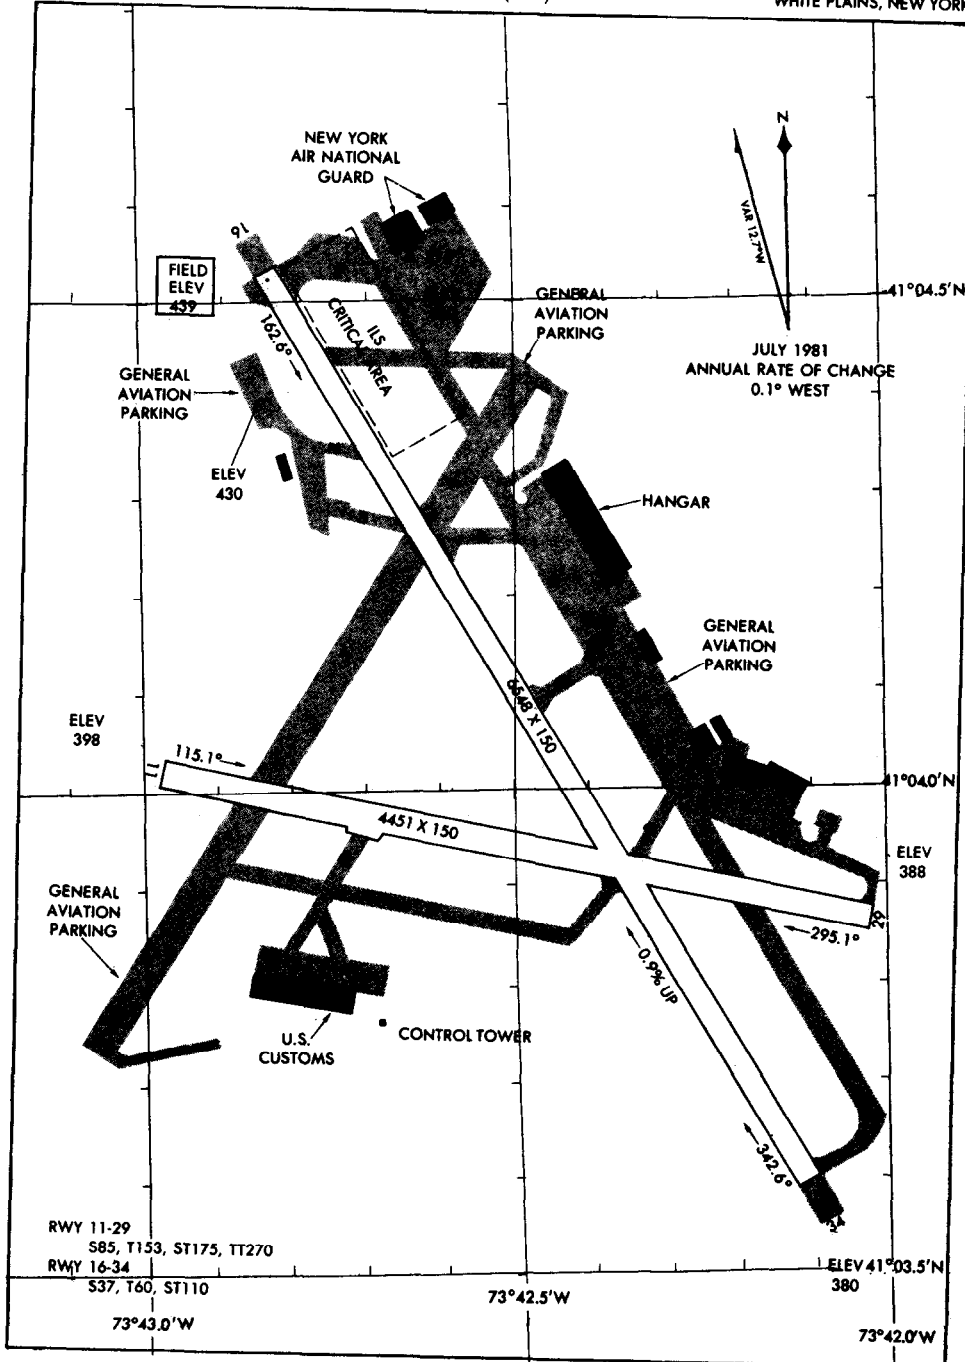 WHITE PLAINS, NEW YORK
NEW YORK
AIR NATIONAL
GUARD
N
VAR 12.7°W
16
FIELD
ELEV
439
162.6°
ILS
CRITICAL AREA
GENERAL
AVIATION
PARKING
41°04.5'N
JULY 1981
ANNUAL RATE OF CHANGE
0.1° WEST
GENERAL
AVIATION
PARKING
ELEV
430
HANGAR
GENERAL
AVIATION
PARKING
6548 X 150
ELEV
398
11
115.1°
41°04.0'N
4451 X 150
ELEV
388
GENERAL
AVIATION
PARKING
29
295.1°
0.9% UP
U.S.
CUSTOMS
CONTROL TOWER
342.6°
34
RWY 11-29
S85, T153, ST175, TT270
RWY 16-34
S37, T60, ST110
ELEV
380
41°03.5'N
73°43.0'W
73°42.5'W
73°42.0'W